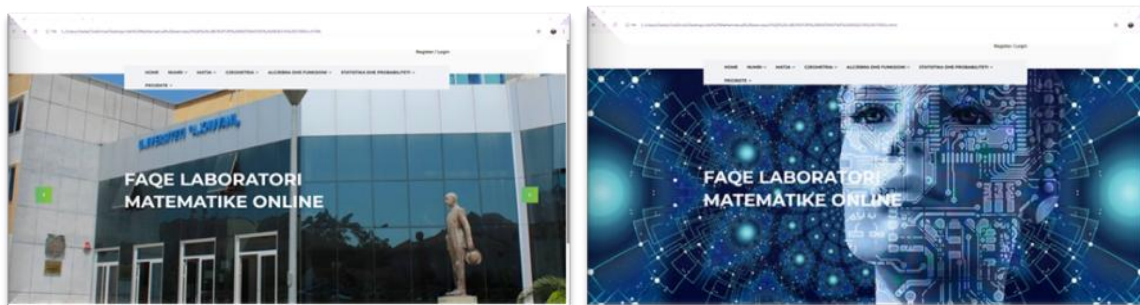 Register / Login
HOME NUMRI MATJA GJEOMETRIA ALGJEBRA DHE FUNKSIONI STATISTIKA DHE PROBABILITETI
PROJEKTE
UNIVERSITETI
FAQE LABORATORI
MATEMATIKE ONLINE
Register / Login
HOME NUMRI MATJA GJEOMETRIA ALGJEBRA DHE FUNKSIONI STATISTIKA DHE PROBABILITETI
PROJEKTE
FAQE LABORATORI
MATEMATIKE ONLINE